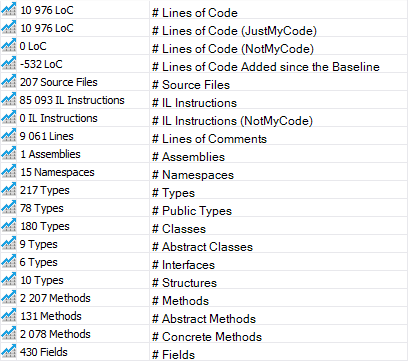 10 976 LoC # Lines of Code
10 976 LoC # Lines of Code (JustMyCode)
0 LoC # Lines of Code (NotMyCode)
-532 LoC # Lines of Code Added since the Baseline
207 Source Files # Source Files
85 093 IL Instructions # IL Instructions
0 IL Instructions # IL Instructions (NotMyCode)
9 061 Lines # Lines of Comments
1 Assemblies # Assemblies
15 Namespaces # Namespaces
217 Types # Types
78 Types # Public Types
180 Types # Classes
9 Types # Abstract Classes
6 Types # Interfaces
10 Types # Structures
2 207 Methods # Methods
131 Methods # Abstract Methods
2 078 Methods # Concrete Methods
430 Fields # Fields